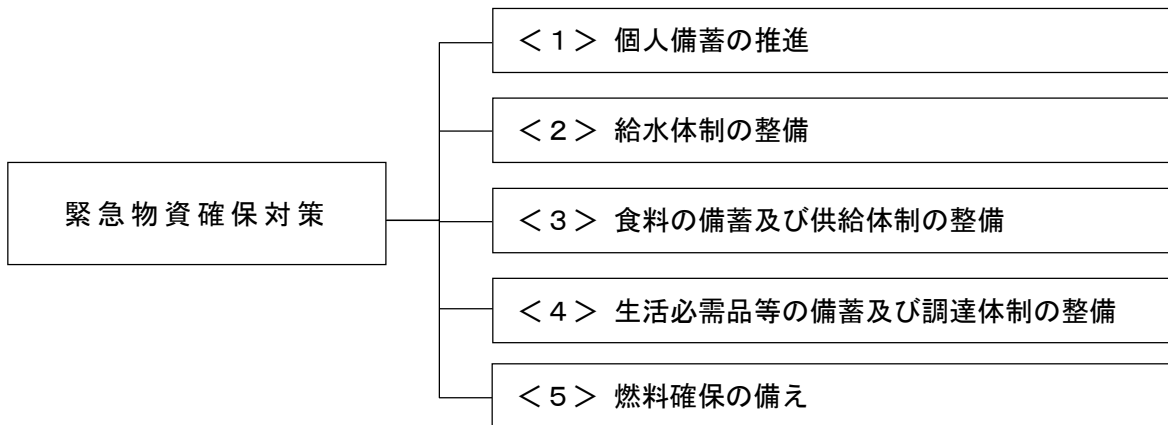 緊急物資確保対策
＜１＞ 個人備蓄の推進
＜２＞ 給水体制の整備
＜３＞ 食料の備蓄及び供給体制の整備
＜４＞ 生活必需品等の備蓄及び調達体制の整備
＜５＞ 燃料確保の備え